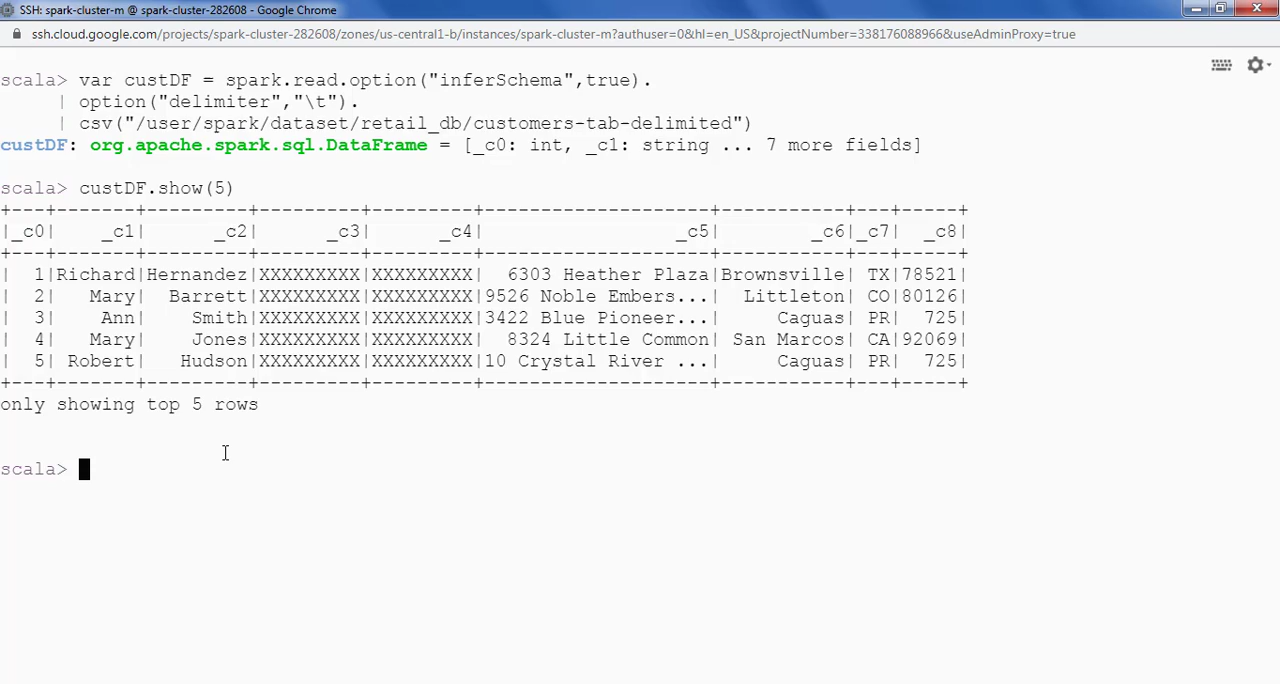 SSH: spark-cluster-m @ spark-cluster-282608 - Google Chrome
ssh.cloud.google.com/projects/spark-cluster-282608/zones/us-central1-b/instances/spark-cluster-m?authuser=0&hl=en_US&projectNumber=338176088966&useAdminProxy=true
scala> var custDF = spark.read.option("inferSchema",true).
     | option("delimiter","\t").
     | csv("/user/spark/dataset/retail_db/customers-tab-delimited")
custDF: org.apache.spark.sql.DataFrame = [_c0: int, _c1: string ... 7 more fields]
scala> custDF.show(5)
+---+-------+---------+---------+---------+--------------------+-----------+---+-----+
|_c0|    _c1|      _c2|      _c3|      _c4|                 _c5|        _c6|_c7|  _c8|
+---+-------+---------+---------+---------+--------------------+-----------+---+-----+
|  1|Richard|Hernandez|XXXXXXXXX|XXXXXXXXX|  6303 Heather Plaza|Brownsville| TX|78521|
|  2|   Mary|  Barrett|XXXXXXXXX|XXXXXXXXX|9526 Noble Embers...|  Littleton| CO|80126|
|  3|    Ann|    Smith|XXXXXXXXX|XXXXXXXXX|3422 Blue Pioneer...|     Caguas| PR|  725|
|  4|   Mary|    Jones|XXXXXXXXX|XXXXXXXXX|  8324 Little Common| San Marcos| CA|92069|
|  5| Robert|   Hudson|XXXXXXXXX|XXXXXXXXX|10 Crystal River ...|     Caguas| PR|  725|
+---+-------+---------+---------+---------+--------------------+-----------+---+-----+
only showing top 5 rows
scala>